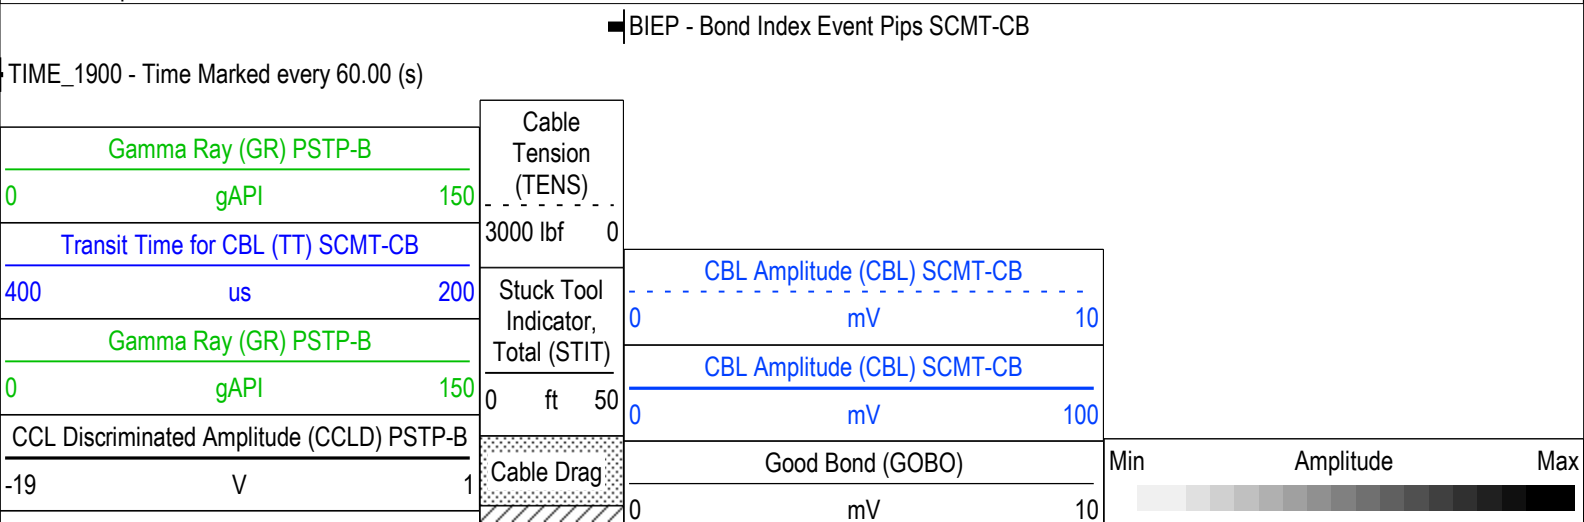 BIEP - Bond Index Event Pips SCMT-CB
TIME_1900 - Time Marked every 60.00 (s)
Gamma Ray (GR) PSTP-B
0 gAPI 150
Transit Time for CBL (TT) SCMT-CB
400 us 200
Gamma Ray (GR) PSTP-B
0 gAPI 150
CCL Discriminated Amplitude (CCLD) PSTP-B
-19 V 1
Cable
Tension
(TENS)
3000 lbf 0
Stuck Tool
Indicator,
Total (STIT)
0 ft 50
Cable Drag
CBL Amplitude (CBL) SCMT-CB
0 mV 10
CBL Amplitude (CBL) SCMT-CB
0 mV 100
Good Bond (GOBO)
0 mV 10
Min Amplitude Max